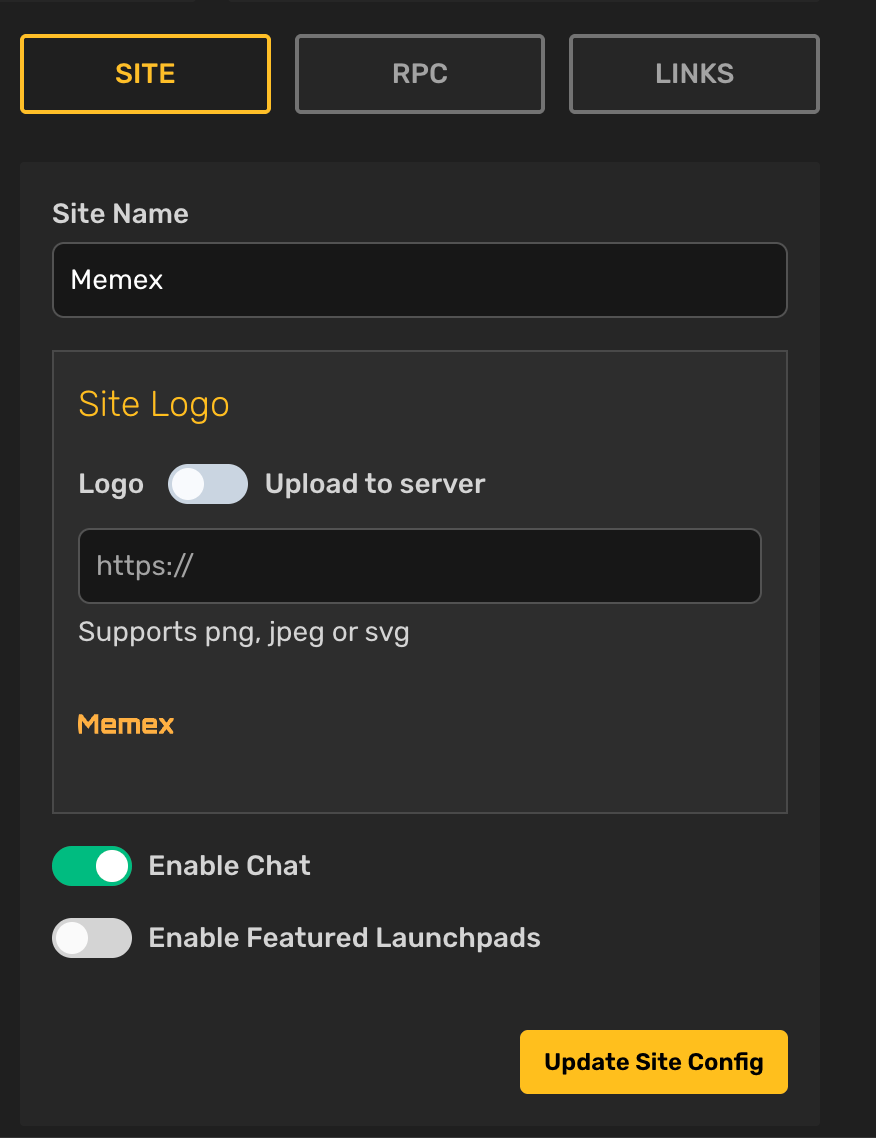 SITE RPC LINKS
Site Name
Memex
Site Logo
Logo Upload to server
https://
Supports png, jpeg or svg
Memex
Enable Chat
Enable Featured Launchpads
Update Site Config